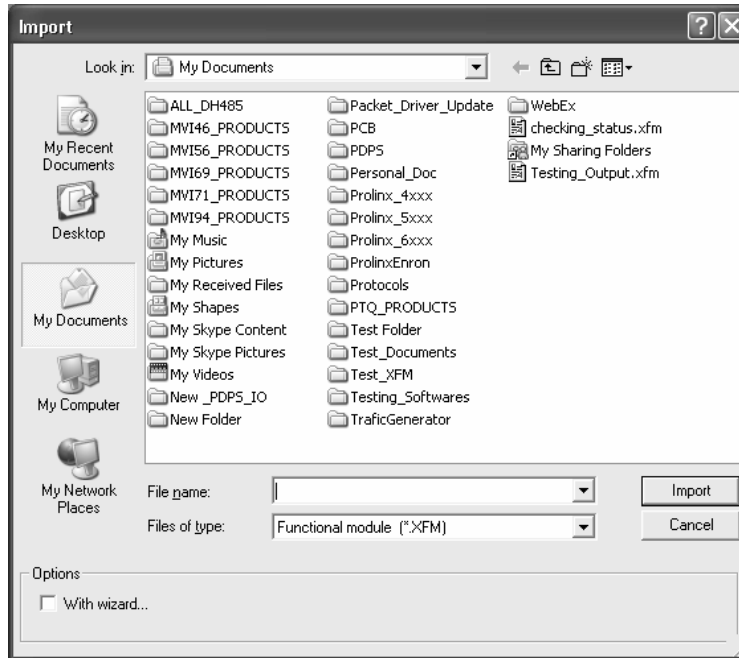 Import
Look in: My Documents
My Recent Documents
Desktop
My Documents
My Computer
My Network Places
ALL_DH485
MVI46_PRODUCTS
MVI56_PRODUCTS
MVI69_PRODUCTS
MVI71_PRODUCTS
MVI94_PRODUCTS
My Music
My Pictures
My Received Files
My Shapes
My Skype Content
My Skype Pictures
My Videos
New _PDPS_IO
New Folder
Packet_Driver_Update
PCB
PDPS
Personal_Doc
Prolinx_4xxx
Prolinx_5xxx
Prolinx_6xxx
ProlinxEnron
Protocols
PTQ_PRODUCTS
Test Folder
Test_Documents
Test_XFM
Testing_Softwares
TraficGenerator
WebEx
checking_status.xfm
My Sharing Folders
Testing_Output.xfm
File name:
Import
Files of type: Functional module (*.XFM)
Cancel
Options
With wizard...